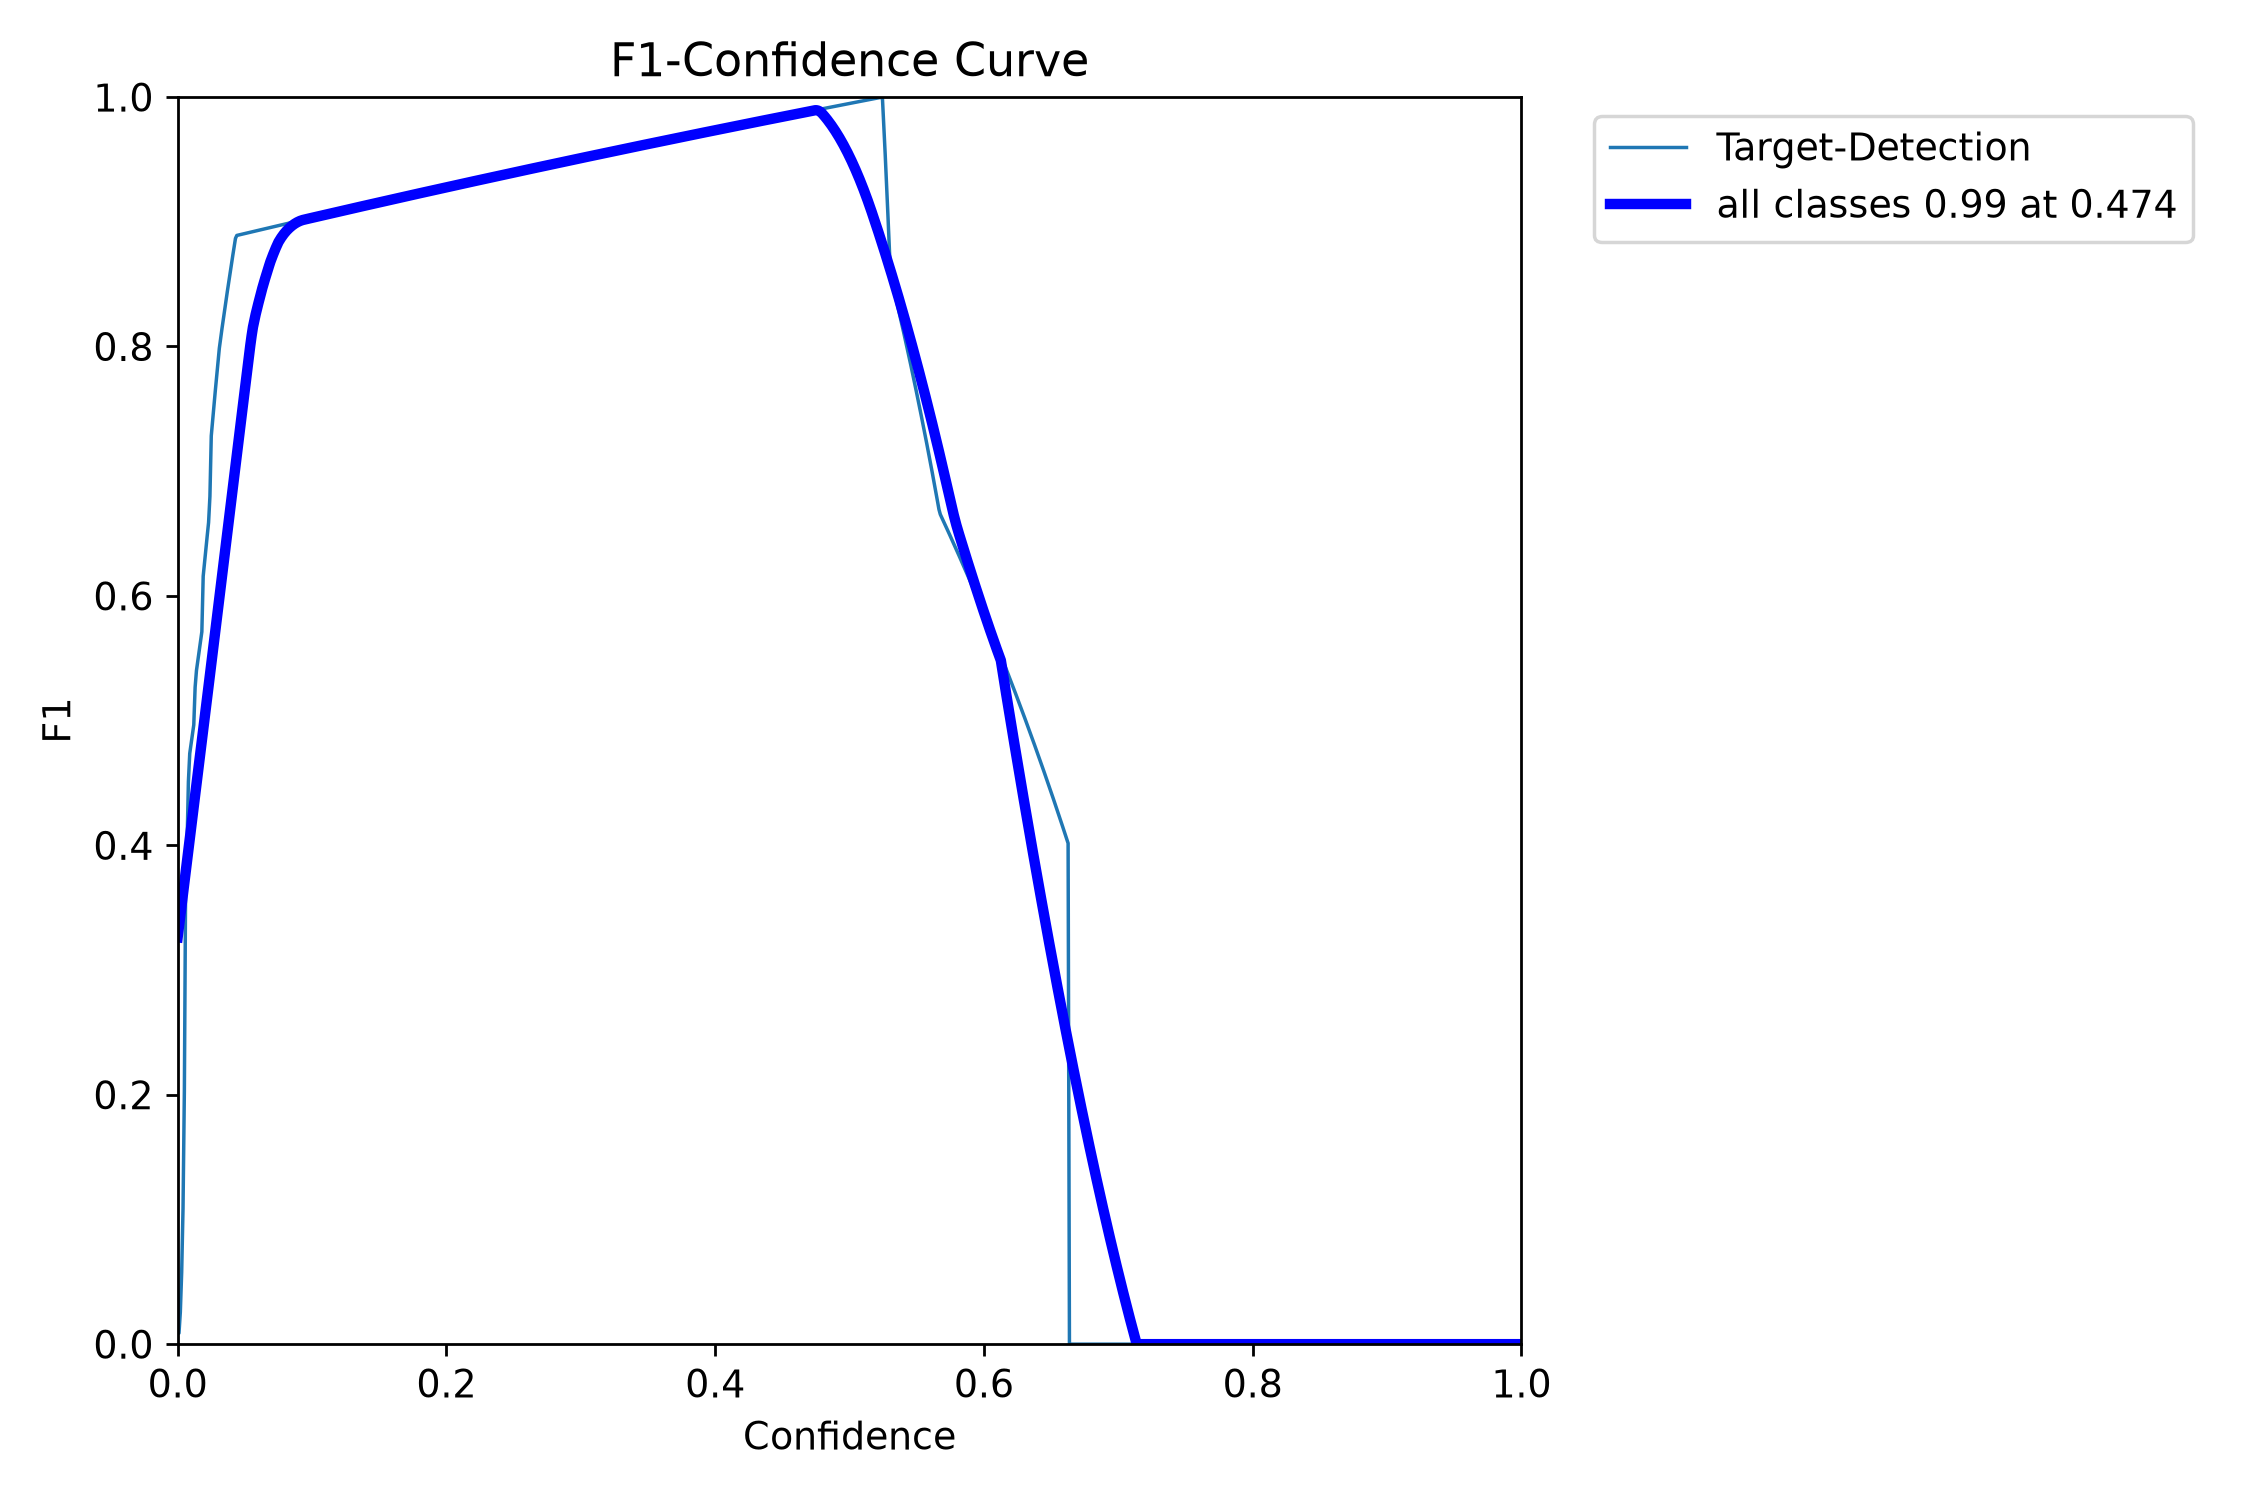 F1-Confidence Curve
1.0
0.8
0.6
0.4
0.2
0.0
F1
0.0 0.2 0.4 0.6 0.8 1.0
Confidence
Target-Detection
all classes 0.99 at 0.474